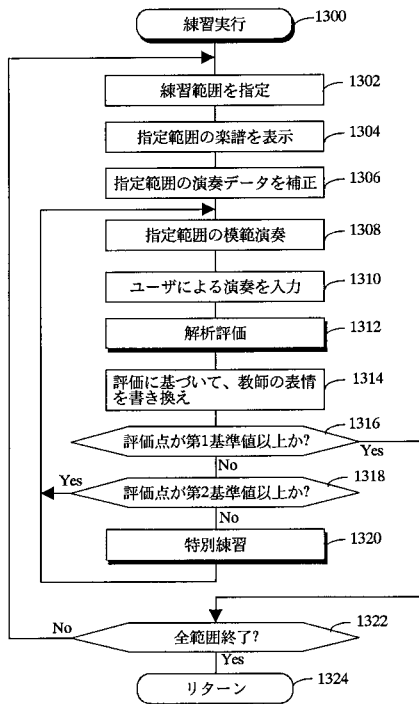 練習実行 1300
練習範囲を指定 1302
指定範囲の楽譜を表示 1304
指定範囲の演奏データを補正 1306
指定範囲の模範演奏 1308
ユーザによる演奏を入力 1310
解析評価 1312
評価に基づいて、教師の表情 1314
を書き換え
1316
評価点が第1基準値以上か? Yes
No
1318
Yes 評価点が第2基準値以上か?
No
特別練習 1320
No 全範囲終了? 1322
Yes
リターン 1324